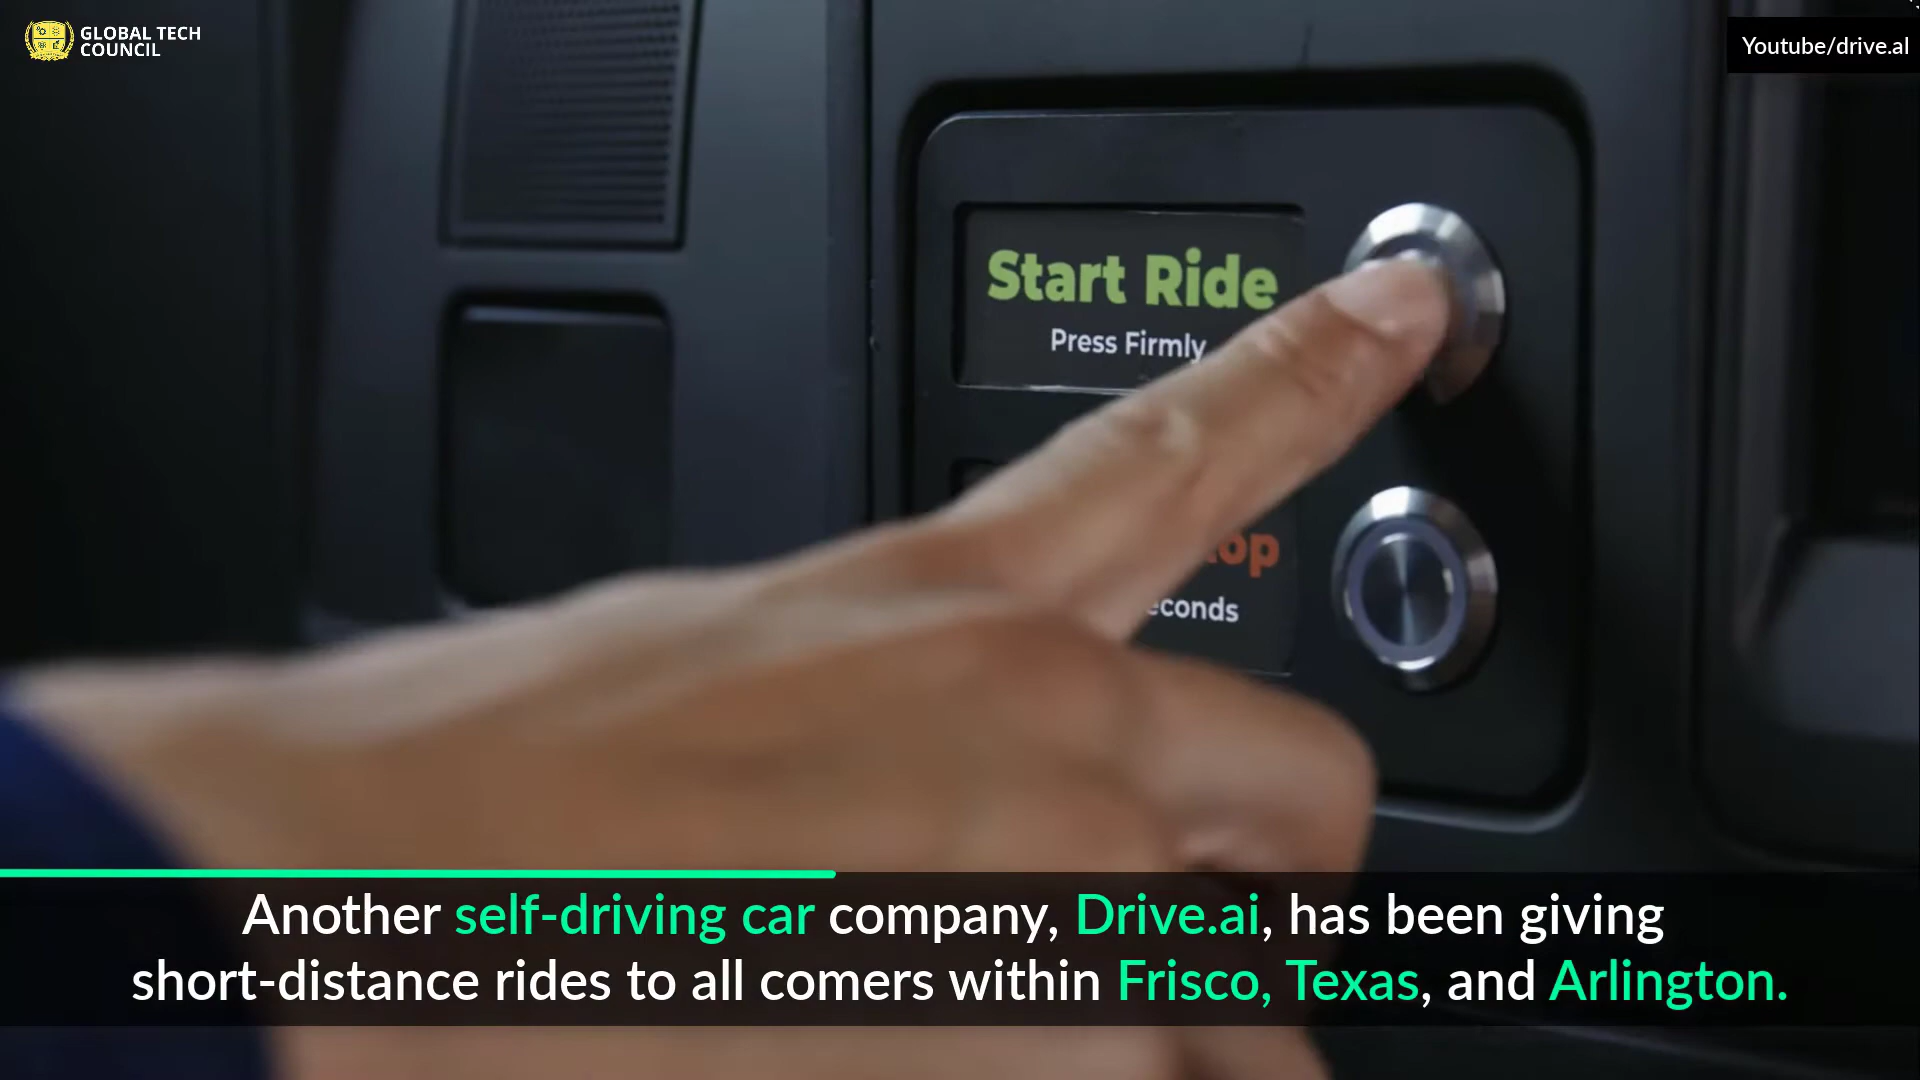 GLOBAL TECH
COUNCIL
Youtube/drive.al
Start Ride
Press Firmly
Another self-driving car company, Drive.ai, has been giving
short-distance rides to all comers within Frisco, Texas, and Arlington.